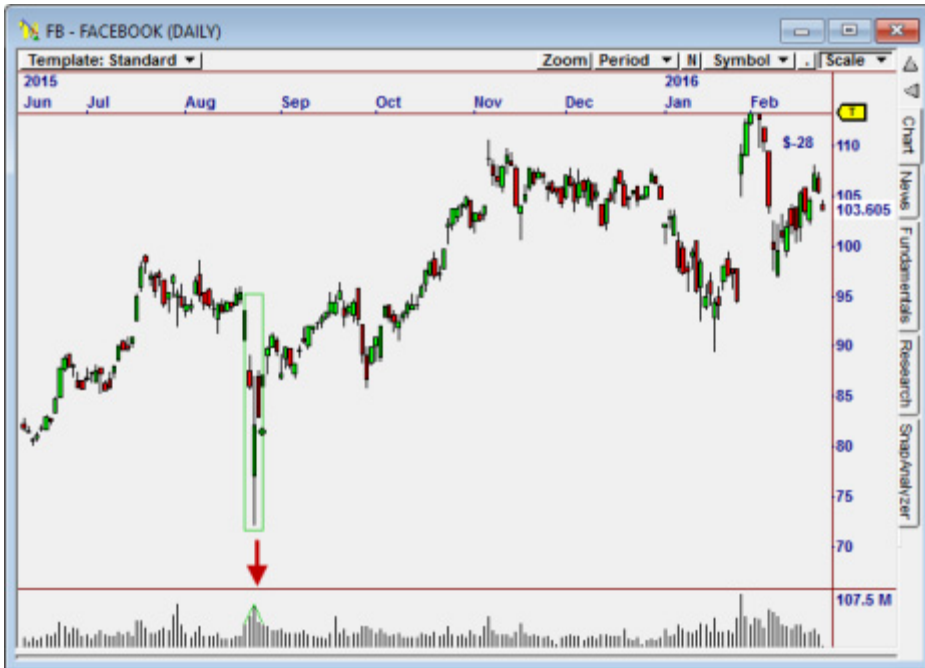 FB - FACEBOOK (DAILY)
Template: Standard Zoom Period N Symbol . Scale
2015 2016
Jun Jul Aug Sep Oct Nov Dec Jan Feb
T
$-28
110
105
103.605
100
95
90
85
80
75
70
107.5 M
Chart
News
Fundamentals
Research
SnapAnalyzer